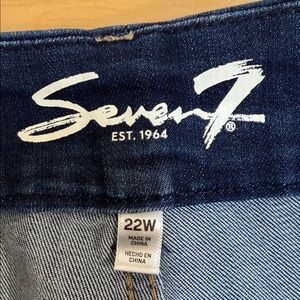 Seven7®
EST. 1964
22W
MADE IN
CHINA
HECHO EN
CHINA